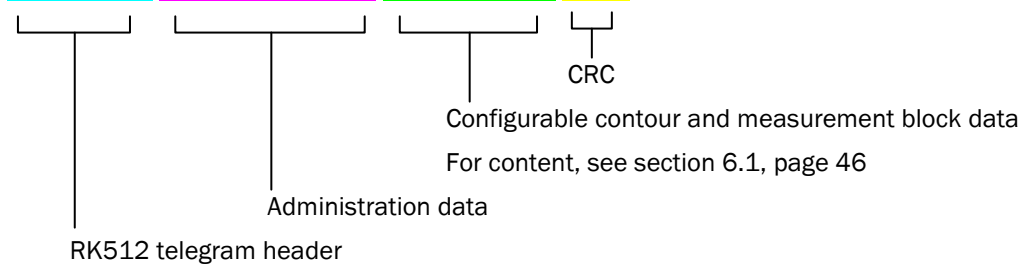 CRC
Configurable contour and measurement block data
For content, see section 6.1, page 46
Administration data
RK512 telegram header